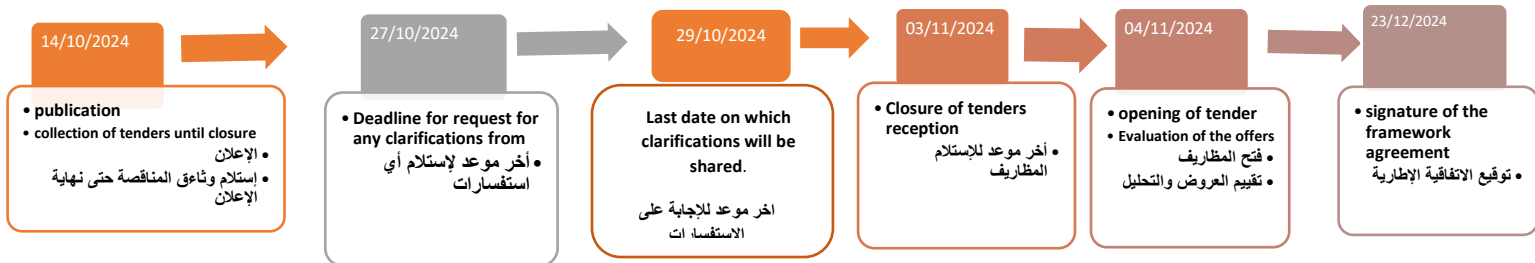 14/10/2024
• publication
• collection of tenders until closure
• الإعلان
• إستلام وثاءق المناقصة حتى نهاية
الإعلان
27/10/2024
• Deadline for request for
any clarifications from
• أخر موعد لإستلام أي
استفسارات
29/10/2024
Last date on which
clarifications will be
shared.
اخر موعد للإجابة على
الاستفسارات
03/11/2024
• Closure of tenders
reception
• أخر موعد للإستلام
المظاريف
04/11/2024
• opening of tender
• Evaluation of the offers
• فتح المظاريف
• تقييم العروض والتحليل
23/12/2024
• signature of the
framework
agreement
• توقيع الاتفاقية الإطارية